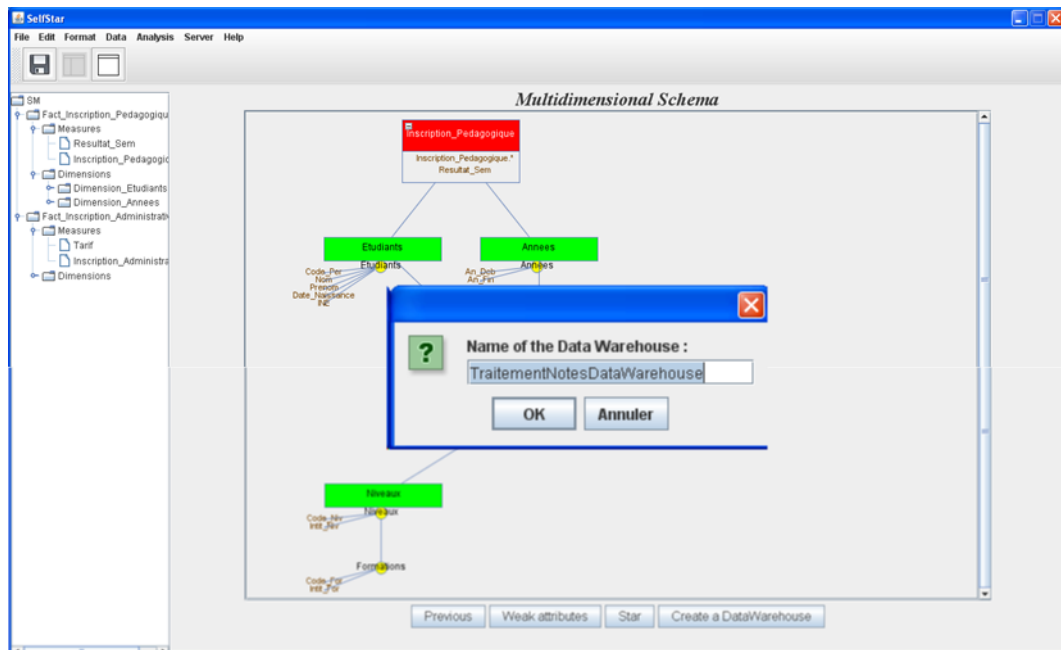 SelfStar
File Edit Format Data Analysis Server Help
SM
Fact_Inscription_Pedagogiqu
Measures
Resultat_Sem
Inscription_Pedagogic
Dimensions
Dimension_Etudiants
Dimension_Annees
Fact_Inscription_Administrativ
Measures
Tarif
Inscription_Administra
Dimensions
Multidimensional Schema
Inscription_Pedagogique
Inscription_Pedagogique.*
Resultat_Sem
Etudiants
Etudiants
Code_Per
Nom
Prenom
Date_Naissance
INE
Annees
Annees
An_Deb
An_Fin
Name of the Data Warehouse :
TraitementNotesDataWarehouse
OK Annuler
Niveaux
Niveaux
Code_Niv
Intit_Niv
Formations
Code_For
Intit_For
Previous Weak attributes Star Create a DataWarehouse